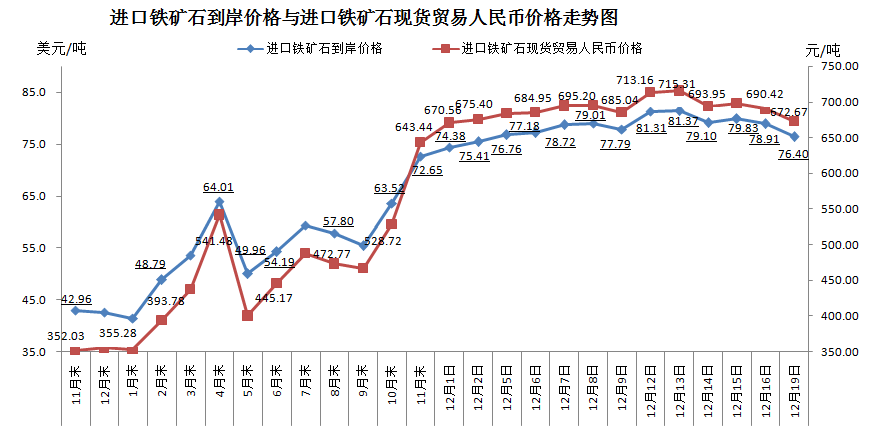 进口铁矿石到岸价格与进口铁矿石现货贸易人民币价格走势图
美元/吨
元/吨
进口铁矿石到岸价格
进口铁矿石现货贸易人民币价格
85.0
75.0
65.0
55.0
45.0
35.0
750.00
700.00
650.00
600.00
550.00
500.00
450.00
400.00
350.00
42.96
48.79
64.01
49.96
54.19
57.80
63.52
72.65
74.38
75.41
76.76
77.18
78.72
79.01
77.79
81.31
81.37
79.10
79.83
78.91
76.40
352.03
355.28
393.78
541.48
445.17
472.77
528.72
643.44
670.56
675.40
684.95
695.20
685.04
713.16
715.31
693.95
690.42
672.67
11月末
12月末
1月末
2月末
3月末
4月末
5月末
6月末
7月末
8月末
9月末
10月末
11月末
12月1日
12月2日
12月5日
12月6日
12月7日
12月8日
12月9日
12月12日
12月13日
12月14日
12月15日
12月16日
12月19日